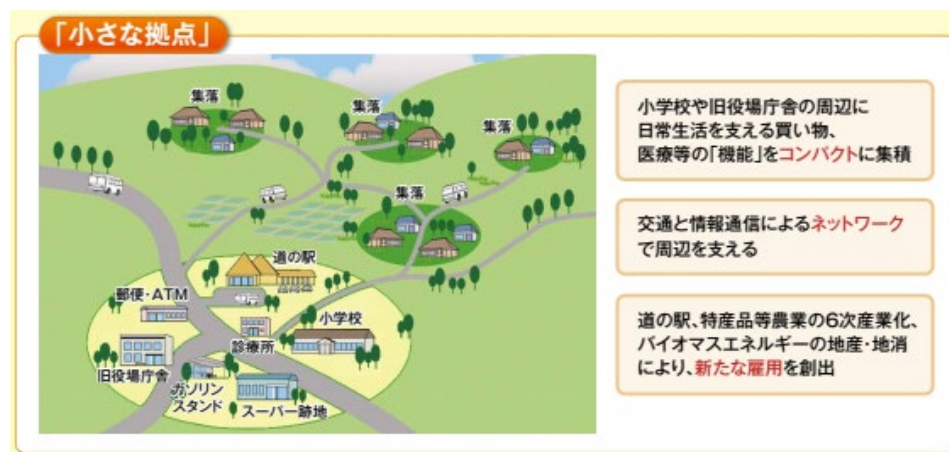 「小さな拠点」
集落
集落
集落
集落
道の駅
郵便・ATM
小学校
診療所
旧役場庁舎
ガソリン
スタンド
スーパー跡地
小学校や旧役場庁舎の周辺に
日常生活を支える買い物、
医療等の「機能」をコンパクトに集積
交通と情報通信によるネットワーク
で周辺を支える
道の駅、特産品等農業の6次産業化、
バイオマスエネルギーの地産・地消
により、新たな雇用を創出